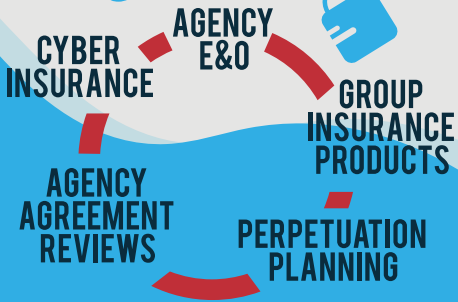 AGENCY
E&O
CYBER
INSURANCE
GROUP
INSURANCE
PRODUCTS
AGENCY
AGREEMENT
REVIEWS
PERPETUATION
PLANNING